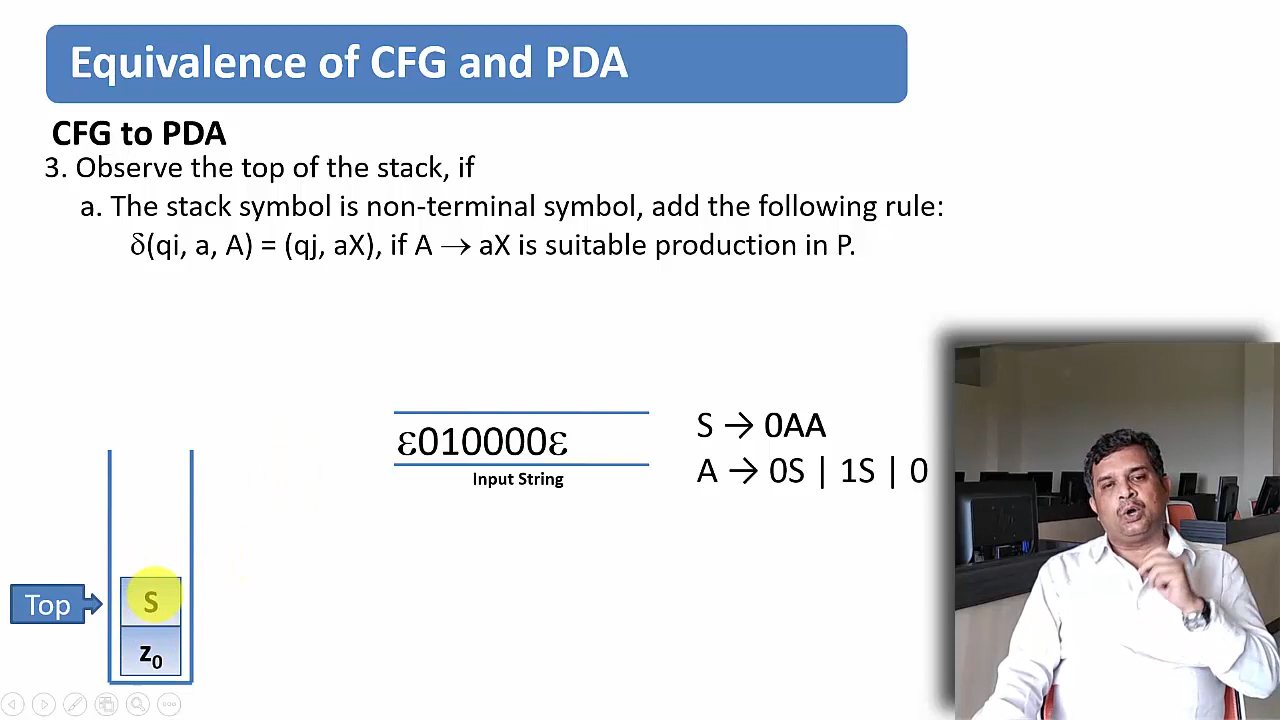 Equivalence of CFG and PDA
CFG to PDA
3. Observe the top of the stack, if
a. The stack symbol is non-terminal symbol, add the following rule:
δ(qi, a, A) = (qj, aX), if A → aX is suitable production in P.
ε010000ε
Input String
S → 0AA
A → 0S | 1S | 0
Top
S
z₀